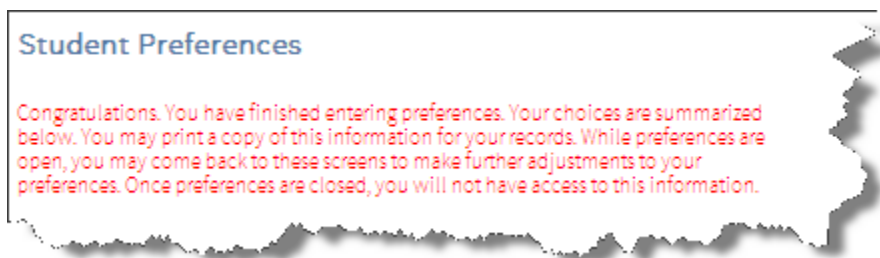 Student Preferences
Congratulations. You have finished entering preferences. Your choices are summarized
below. You may print a copy of this information for your records. While preferences are
open, you may come back to these screens to make further adjustments to your
preferences. Once preferences are closed, you will not have access to this information.